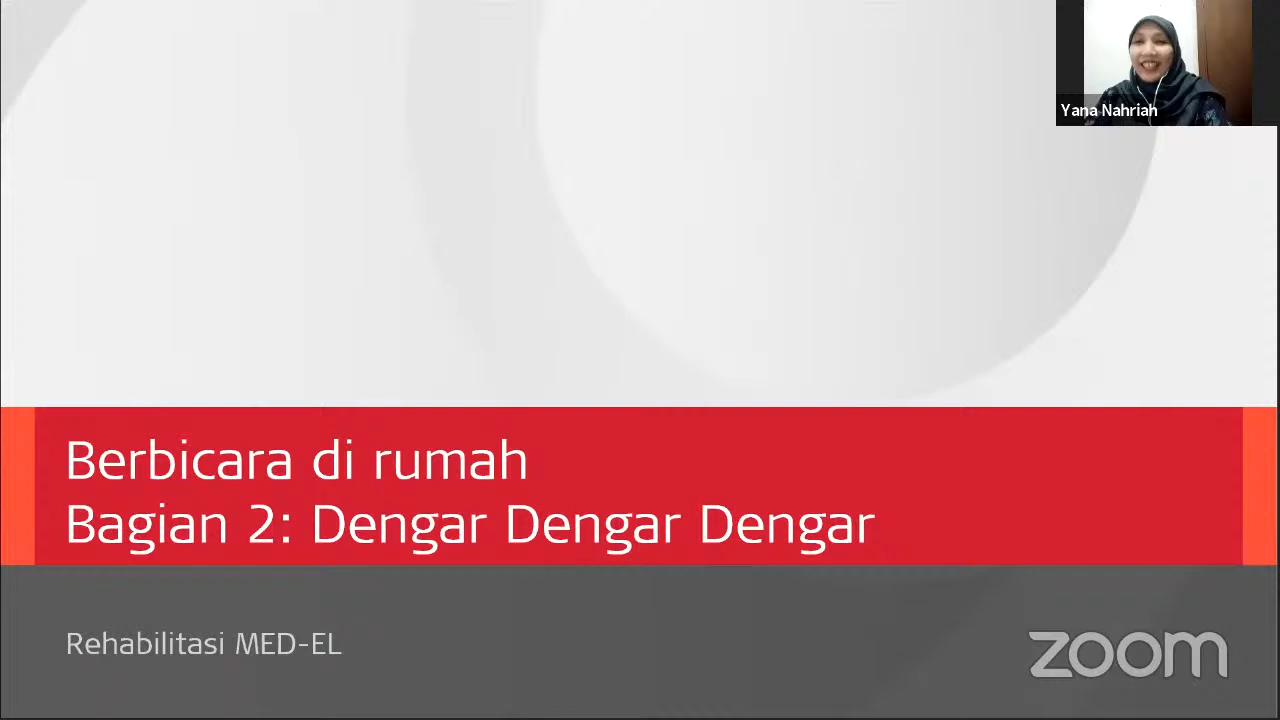 Yana Nahriah
Berbicara di rumah
Bagian 2: Dengar Dengar Dengar
Rehabilitasi MED-EL
zoom